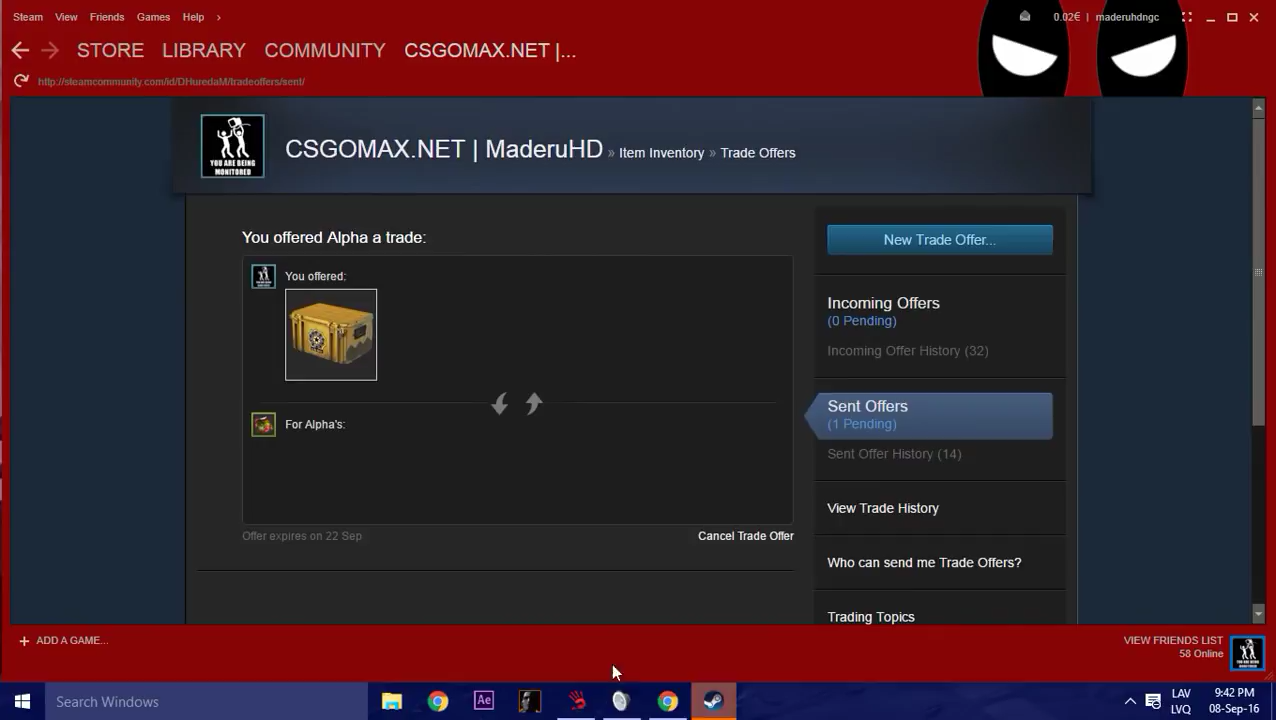 Steam View Friends Games Help › 0.02€ | maderuhdngc
STORE LIBRARY COMMUNITY CSGOMAX.NET |...
http://steamcommunity.com/id/DHuredaM/tradeoffers/sent/
YOU ARE BEING
MONITORED
CSGOMAX.NET | MaderuHD » Item Inventory » Trade Offers
You offered Alpha a trade:
You offered:
For Alpha's:
Offer expires on 22 Sep
Cancel Trade Offer
New Trade Offer...
Incoming Offers
(0 Pending)
Incoming Offer History (32)
Sent Offers
(1 Pending)
Sent Offer History (14)
View Trade History
Who can send me Trade Offers?
Trading Topics
+ ADD A GAME...
VIEW FRIENDS LIST
58 Online
Search Windows
Ae
LAV
LVQ
9:42 PM
08-Sep-16